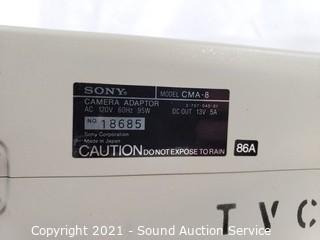 SONY®
MODEL CMA-8
CAMERA ADAPTOR
AC 120V 60Hz 95W
DC OUT 13V 5A
NO. 18685
Sony Corporation
Made in Japan
CAUTION DO NOT EXPOSE TO RAIN
86A
TVC
Copyright © 2021 - Sound Auction Service